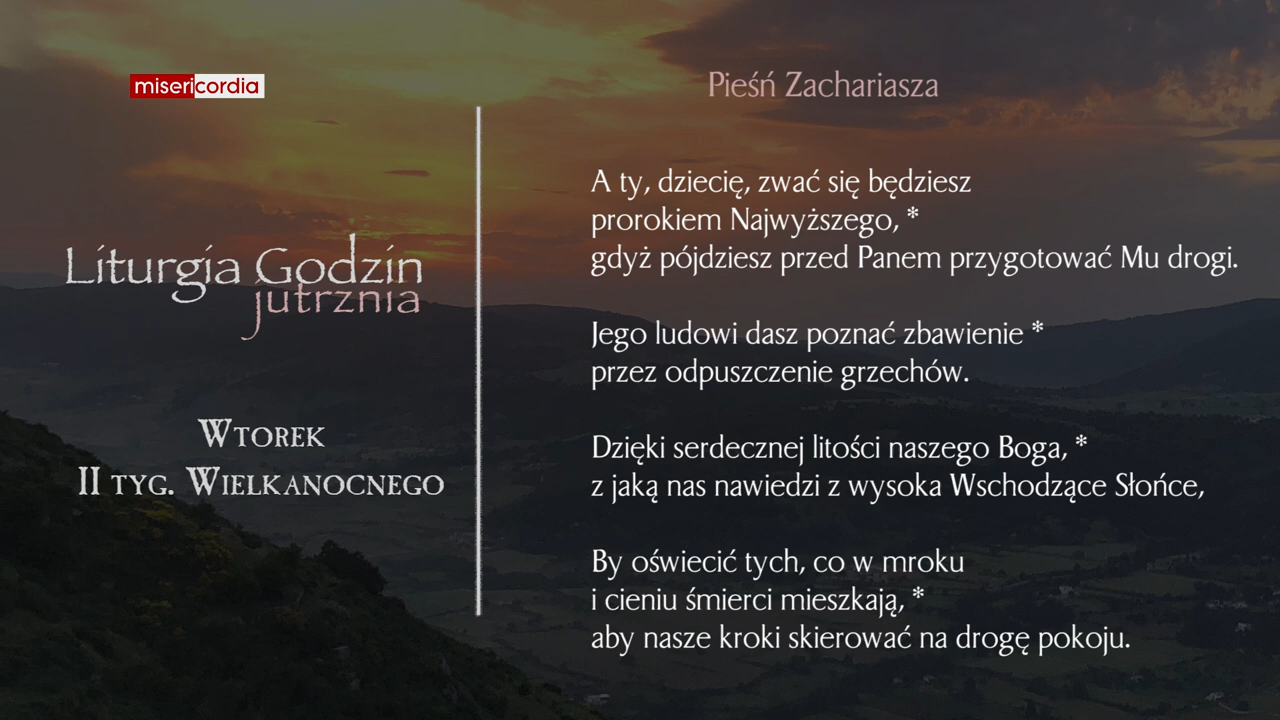 misericordia
Liturgia Godzin
jutrznia
Wtorek
II tyg. Wielkanocnego
Pieśń Zachariasza
A ty, dziecię, zwać się będziesz
prorokiem Najwyższego, *
gdyż pójdziesz przed Panem przygotować Mu drogi.
Jego ludowi dasz poznać zbawienie *
przez odpuszczenie grzechów.
Dzięki serdecznej litości naszego Boga, *
z jaką nas nawiedzi z wysoka Wschodzące Słońce,
By oświecić tych, co w mroku
i cieniu śmierci mieszkają, *
aby nasze kroki skierować na drogę pokoju.